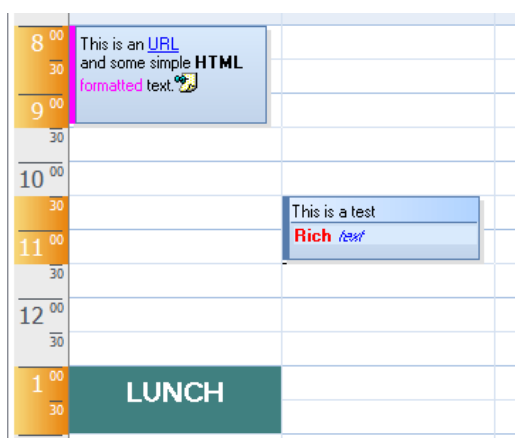 8 00
This is an URL
and some simple HTML
formatted text.
30
9 00
30
10 00
30
This is a test
Rich text
11 00
30
12 00
30
1 00
LUNCH
30